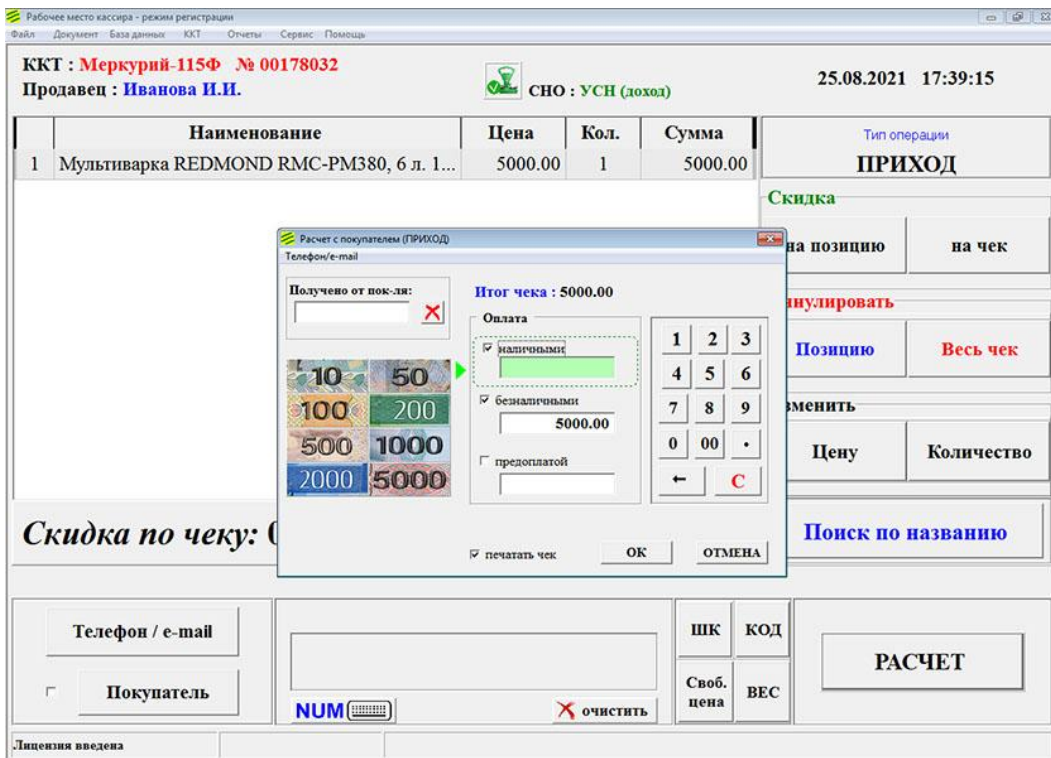 Рабочее место кассира - режим регистрации
Файл Документ База данных ККТ Отчеты Сервис Помощь
ККТ : Меркурий-115Ф № 00178032
Продавец : Иванова И.И.
СНО : УСН (доход)
25.08.2021 17:39:15
Наименование Цена Кол. Сумма
1 Мультиварка REDMOND RMC-PM380, 6 л. 1... 5000.00 1 5000.00
Тип операции
ПРИХОД
Скидка
на позицию на чек
Позицию Весь чек
Цену Количество
Поиск по названию
Расчет с покупателем (ПРИХОД)
Телефон/e-mail
Получено от пок-ля:
Итог чека : 5000.00
Оплата
наличными
безналичными
5000.00
предоплатой
10 50
100 200
500 1000
2000 5000
1 2 3
4 5 6
7 8 9
0 00 .
← C
печатать чек ОК ОТМЕНА
Скидка по чеку:
Телефон / e-mail
Покупатель
NUM
очистить
ШК КОД
Своб. цена ВЕС
РАСЧЕТ
Лицензия введена